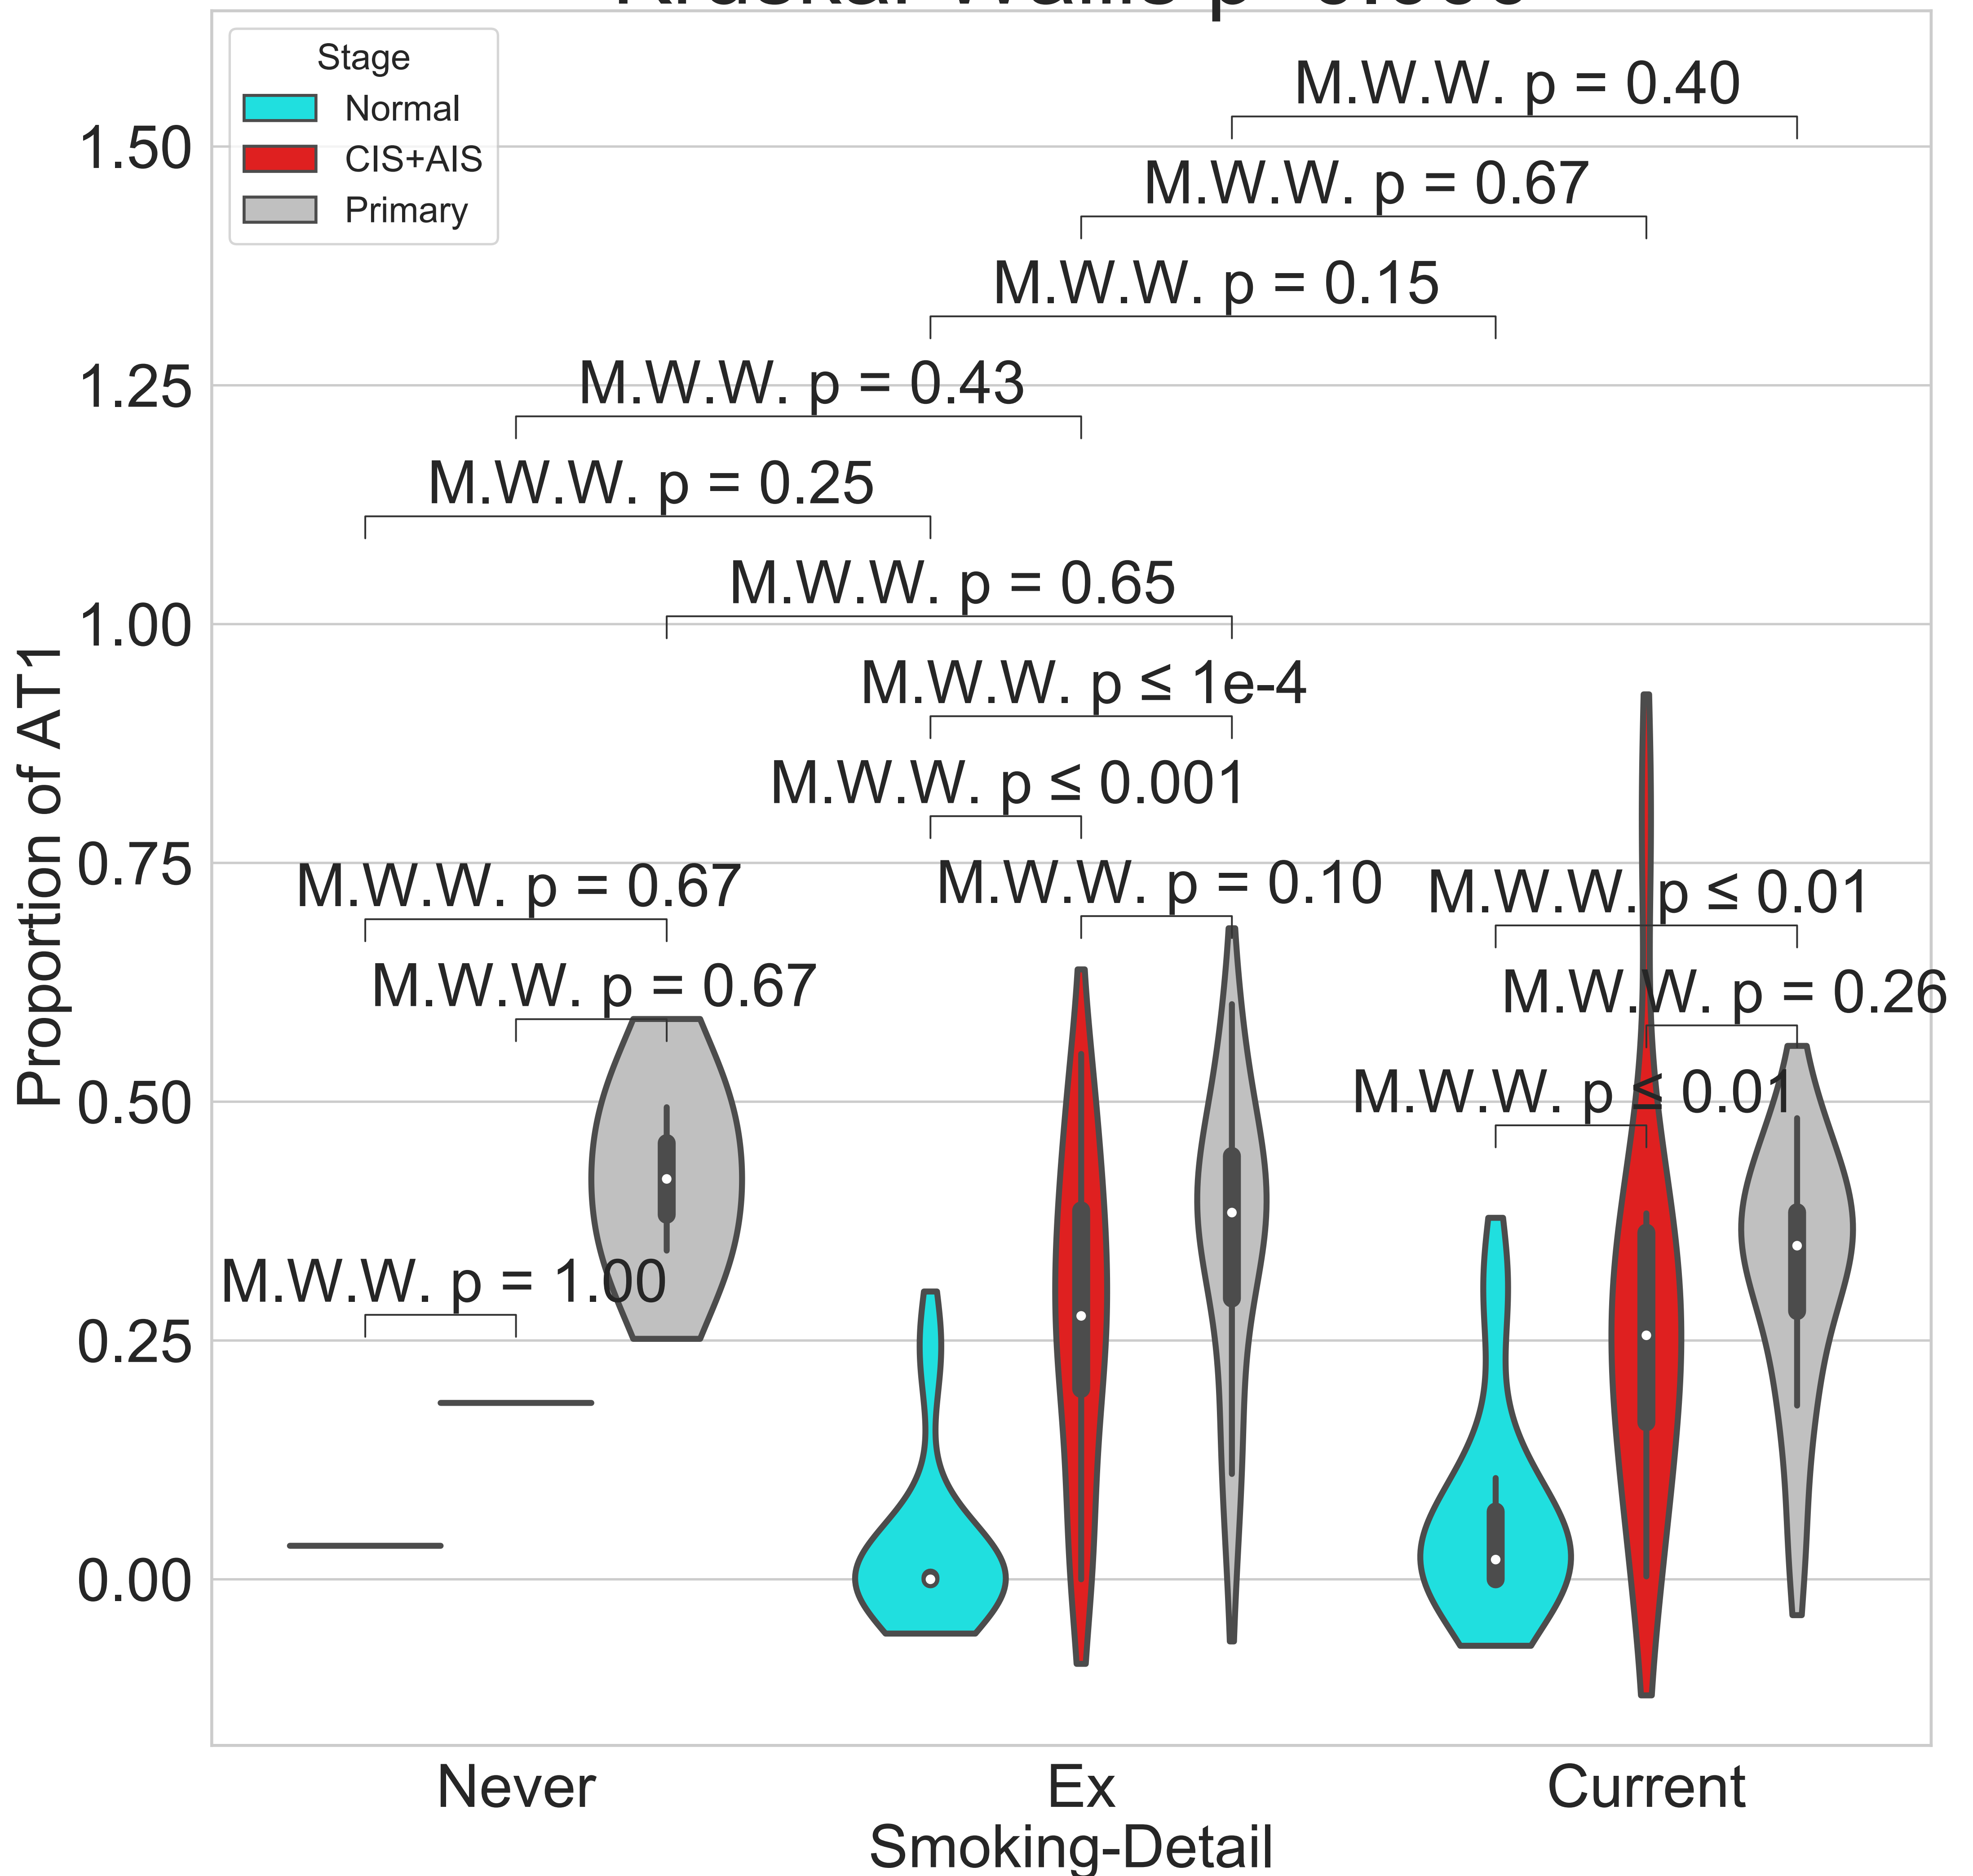 Stage
Normal
CIS+AIS
Primary
M.W.W. p = 0.40
M.W.W. p = 0.67
M.W.W. p = 0.15
M.W.W. p = 0.43
M.W.W. p = 0.25
M.W.W. p = 0.65
M.W.W. p ≤ 1e-4
M.W.W. p ≤ 0.001
M.W.W. p = 0.67
M.W.W. p = 0.10
M.W.W. p ≤ 0.01
M.W.W. p = 0.67
M.W.W. p = 0.26
M.W.W. p ≤ 0.01
M.W.W. p = 1.00
1.50
1.25
1.00
0.75
0.50
0.25
0.00
Proportion of AT1
Never
Ex
Current
Smoking-Detail